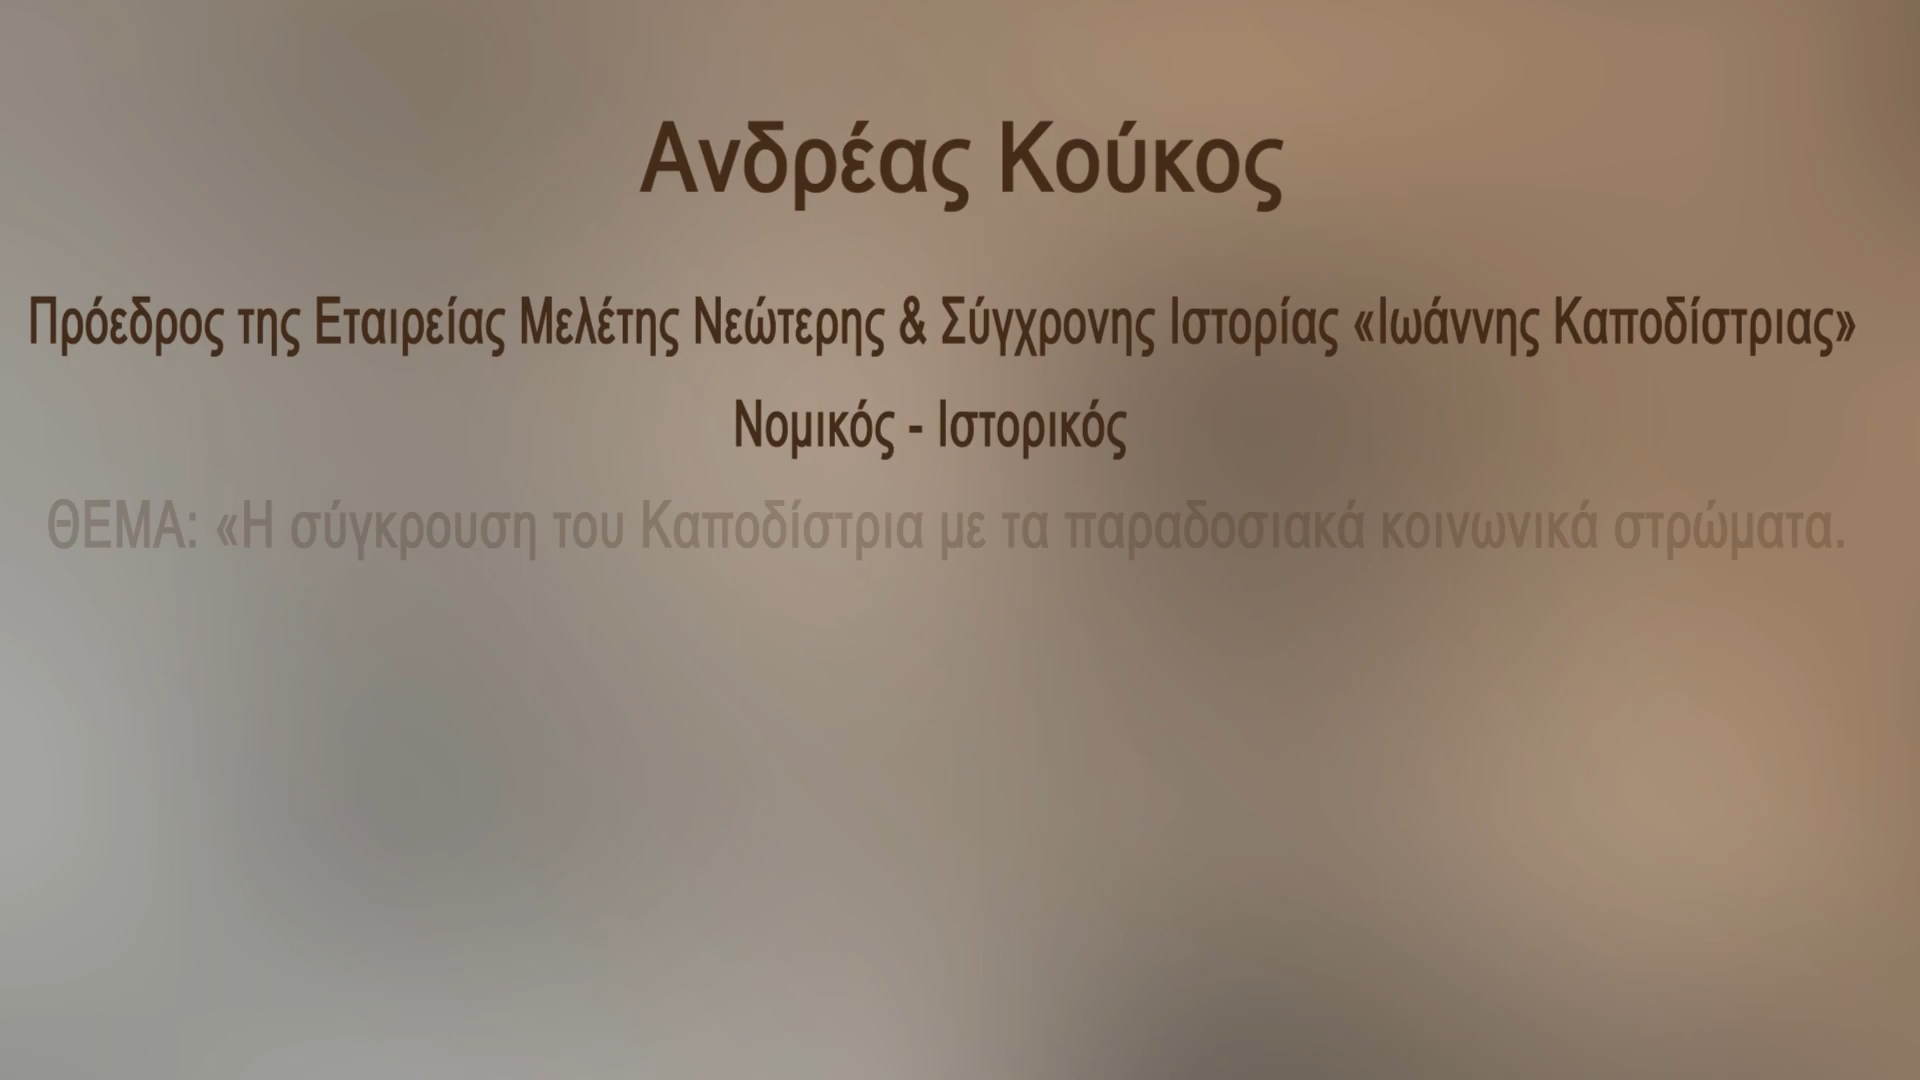 Ανδρέας Κούκος
Πρόεδρος της Εταιρείας Μελέτης Νεώτερης & Σύγχρονης Ιστορίας «Ιωάννης Καποδίστριας»
Νομικός - Ιστορικός
ΘΕΜΑ: «Η σύγκρουση του Καποδίστρια με τα παραδοσιακά κοινωνικά στρώματα.